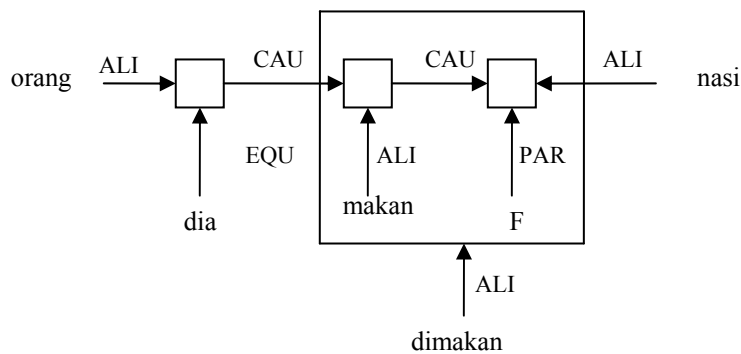 orang ALI CAU CAU ALI nasi
EQU ALI PAR
dia makan F
ALI
dimakan